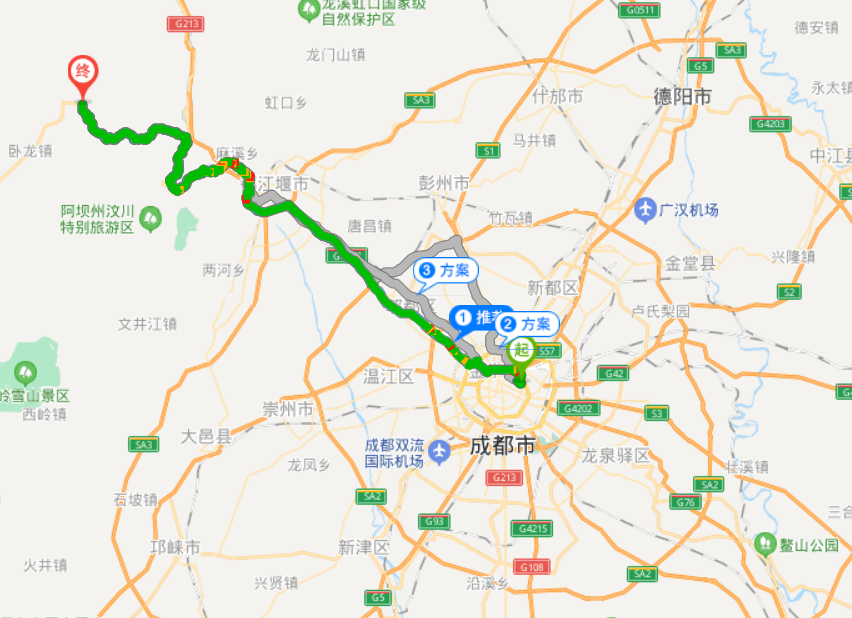 龙溪虹口国家级
自然保护区
G0511
G213
德安镇
龙门山镇
SA3
G5
终
永太镇
虹口乡
SA3
什邡市
德阳市
G4203
马井镇
卧龙镇
麻溪乡
S1
中江县
江堰市
彭州市
阿坝州汶川
特别旅游区
唐昌镇
竹瓦镇
广汉机场
两河乡
3 方案
金堂县
兴隆镇
新都区
S2
1 推荐
2 方案
卢氏梨园
文井江镇
起
SS7
温江区
G42
岭雪山景区
西岭镇
崇州市
G4202
S3
大邑县
SA3
成都双流
国际机场
成都市
龙泉驿区
龙凤乡
G213
SA2
石坡镇
SA2
G76
G93
G4215
三合
邛崃市
新津区
鳌山公园
火井镇
G108
兴贤镇
沿溪乡
SA2
G5